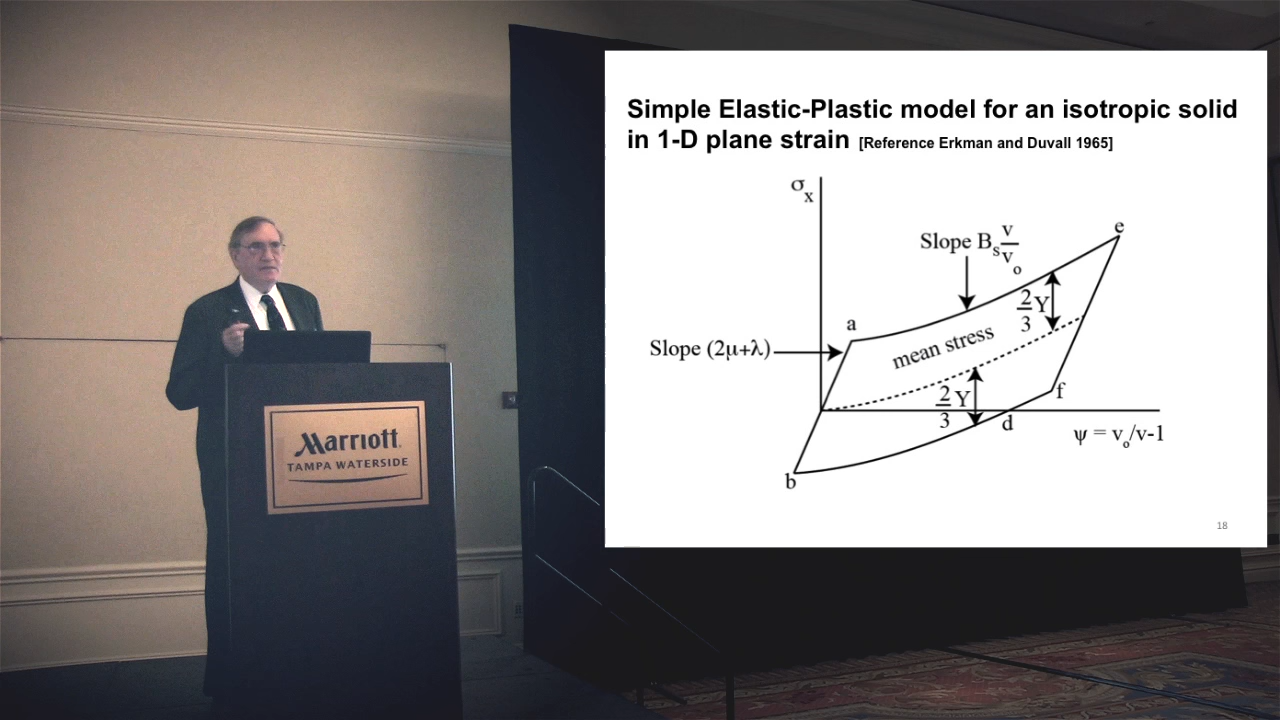 Simple Elastic-Plastic model for an isotropic solid
in 1-D plane strain [Reference Erkman and Duvall 1965]
σx
e
Slope Bs v/vo
a
2/3 Y
Slope (2μ+λ)
mean stress
2/3 Y
f
d
ψ = vo/v-1
b
18
Marriott
TAMPA WATERSIDE